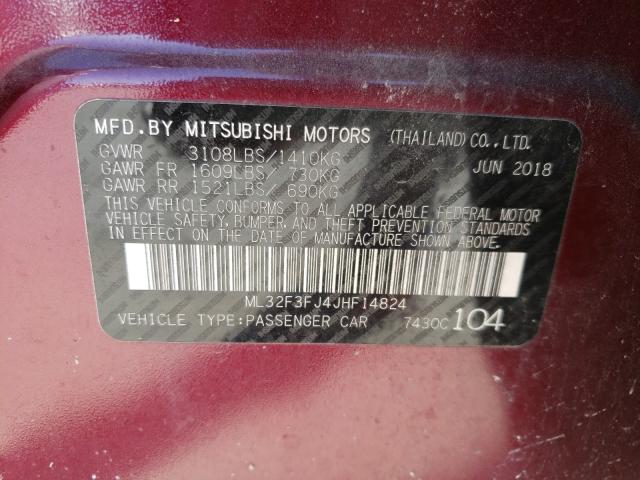 MFD.BY MITSUBISHI MOTORS (THAILAND)CO.,LTD.
GVWR 3108LBS/1410KG JUN 2018
GAWR FR 1609LBS/ 730KG
GAWR RR 1521LBS/ 690KG
THIS VEHICLE CONFORMS TO ALL APPLICABLE FEDERAL MOTOR
VEHICLE SAFETY,BUMPER,AND THEFT PREVENTION STANDARDS
IN EFFECT ON THE DATE OF MANUFACTURE SHOWN ABOVE.
ML32F3FJ4JHF14824
VEHICLE TYPE:PASSENGER CAR 7430C 104